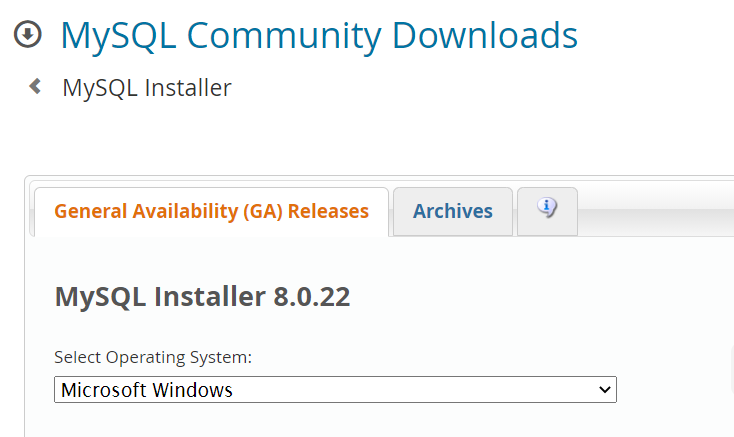 MySQL Community Downloads
MySQL Installer
General Availability (GA) Releases
Archives
i
MySQL Installer 8.0.22
Select Operating System:
Microsoft Windows